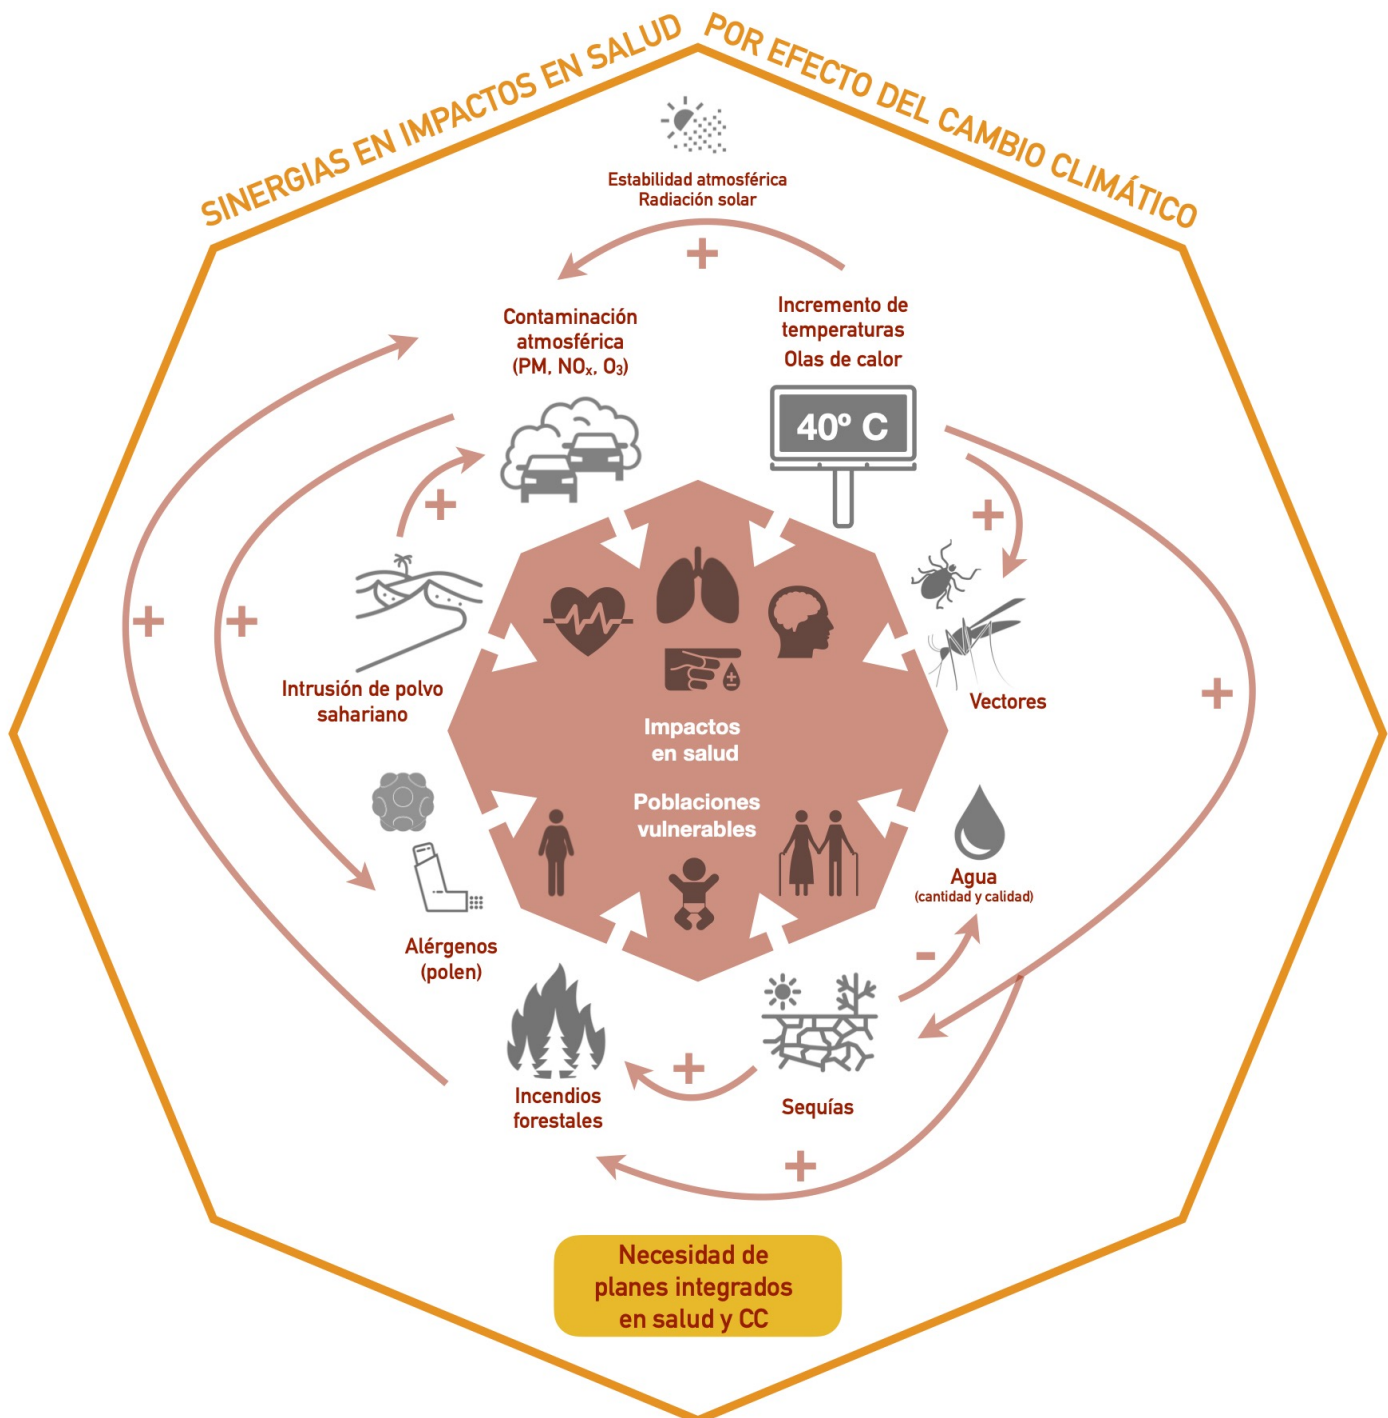 SINERGIAS EN IMPACTOS EN SALUD
POR EFECTO DEL CAMBIO CLIMÁTICO
Estabilidad atmosférica
Radiación solar
+
Contaminación
atmosférica
(PM, NOₓ, O₃)
Incremento de
temperaturas
Olas de calor
40º C
+
+
+
+
+
Intrusión de polvo
sahariano
Vectores
±
Impactos
en salud
Poblaciones
vulnerables
Agua
(cantidad y calidad)
Alérgenos
(polen)
-
+
Incendios
forestales
Sequías
+
Necesidad de
planes integrados
en salud y CC